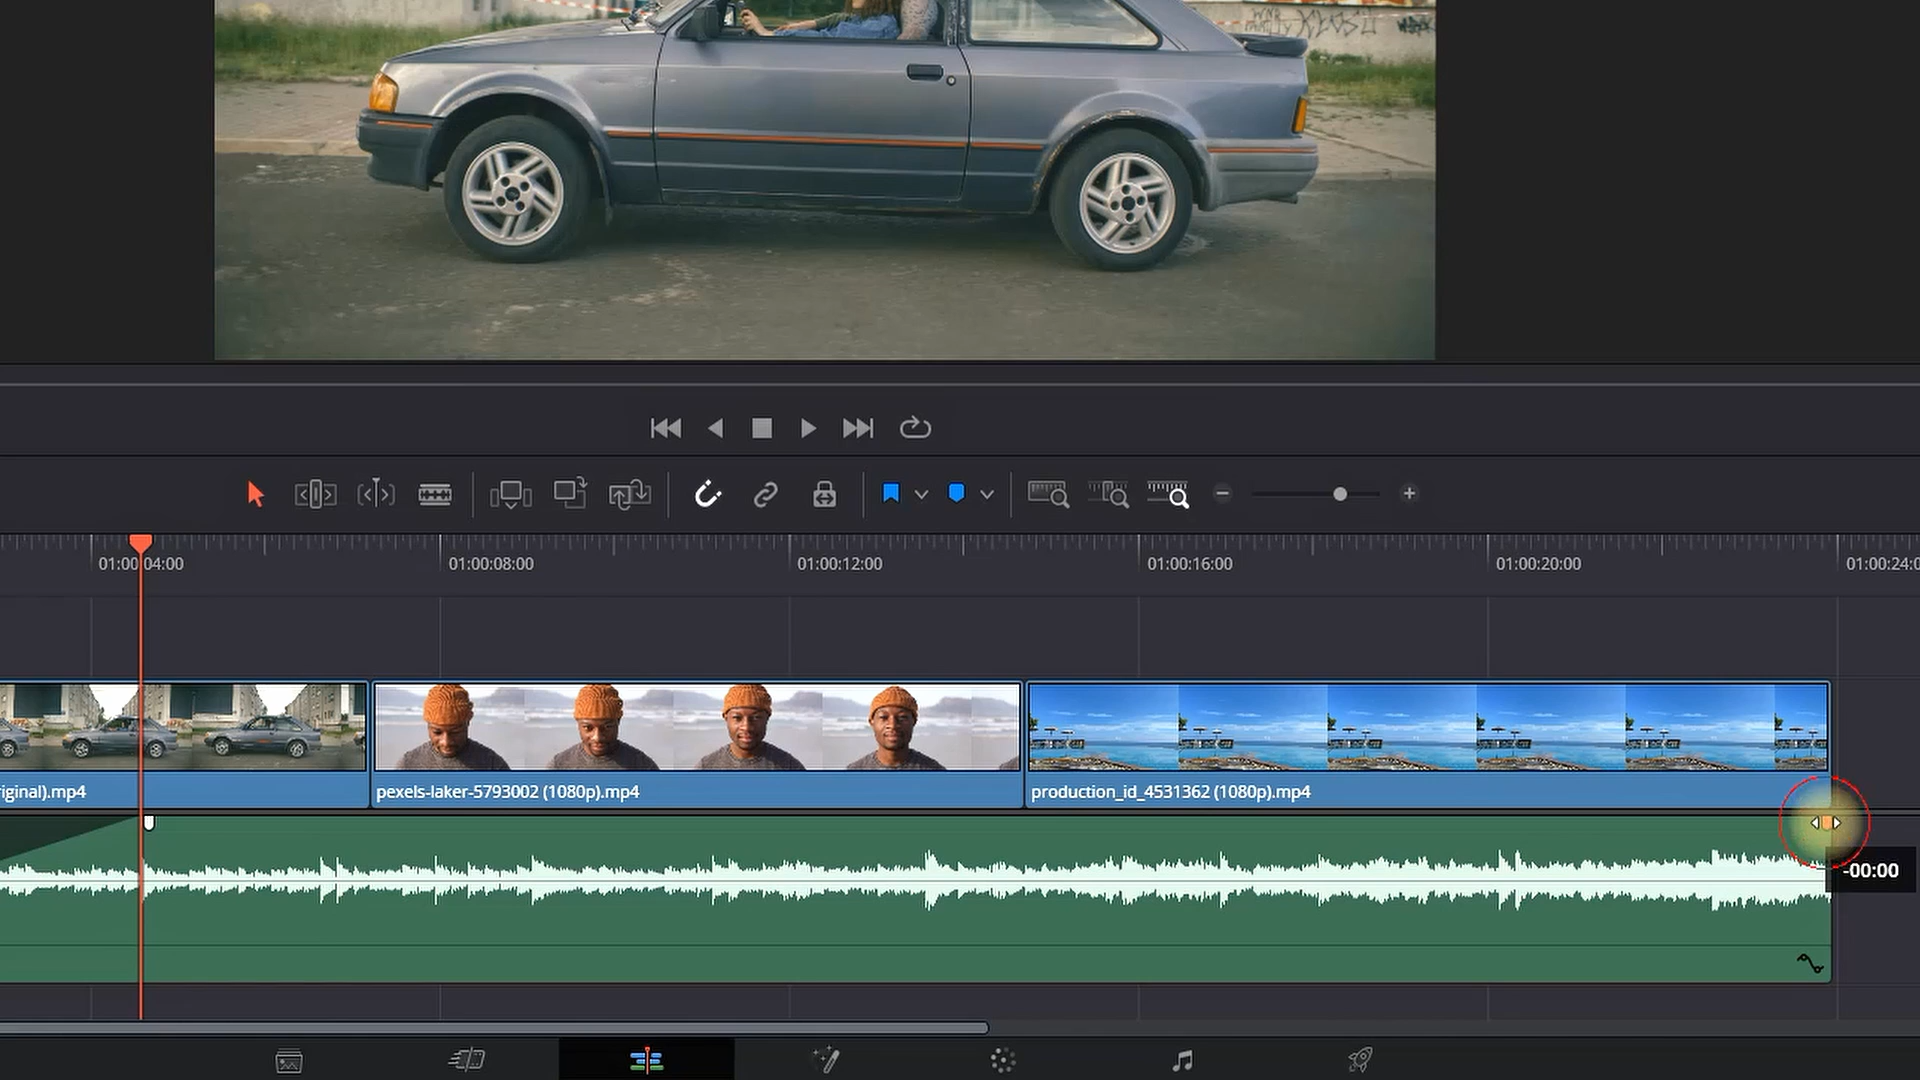 01:00:04:00
01:00:08:00
01:00:12:00
01:00:16:00
01:00:20:00
01:00:24:0
iginal).mp4
pexels-laker-5793002 (1080p).mp4
production_id_4531362 (1080p).mp4
-00:00